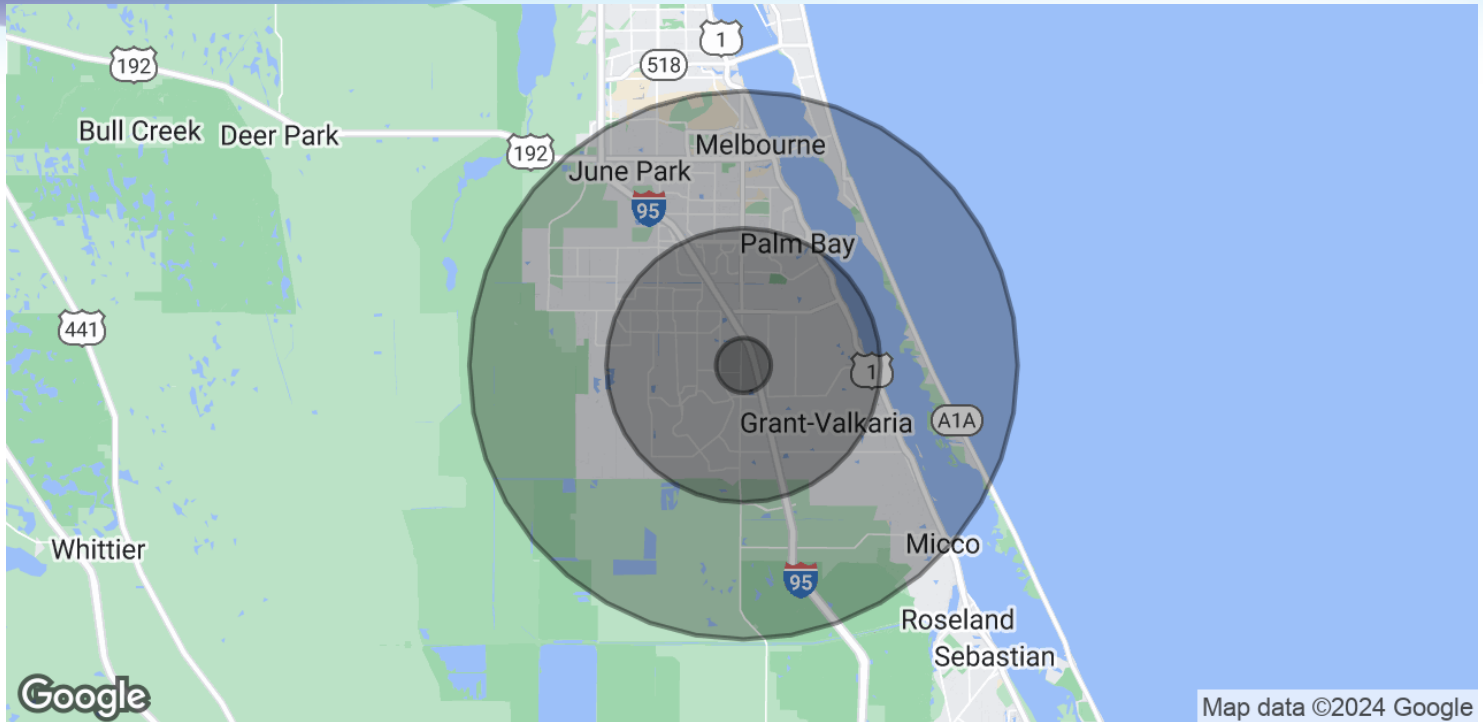 1
518
192
Bull Creek
Deer Park
192
Melbourne
June Park
95
Palm Bay
441
1
Grant-Valkaria
A1A
Whittier
Micco
95
Roseland
Sebastian
Google
Map data ©2024 Google